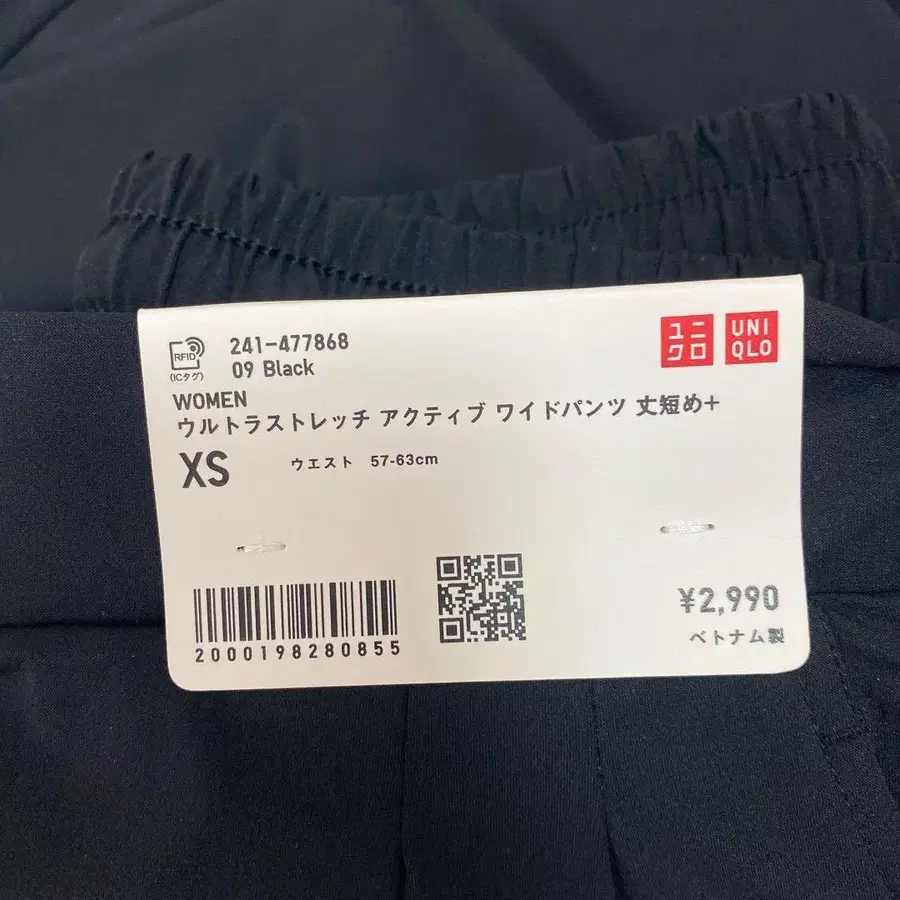 RFID
(ICタグ)
241-477868
09 Black
ユニ
クロ
UNI
QLO
WOMEN
ウルトラストレッチ アクティブ ワイドパンツ 丈短め+
XS
ウエスト 57-63cm
2000198280855
¥2,990
ベトナム製